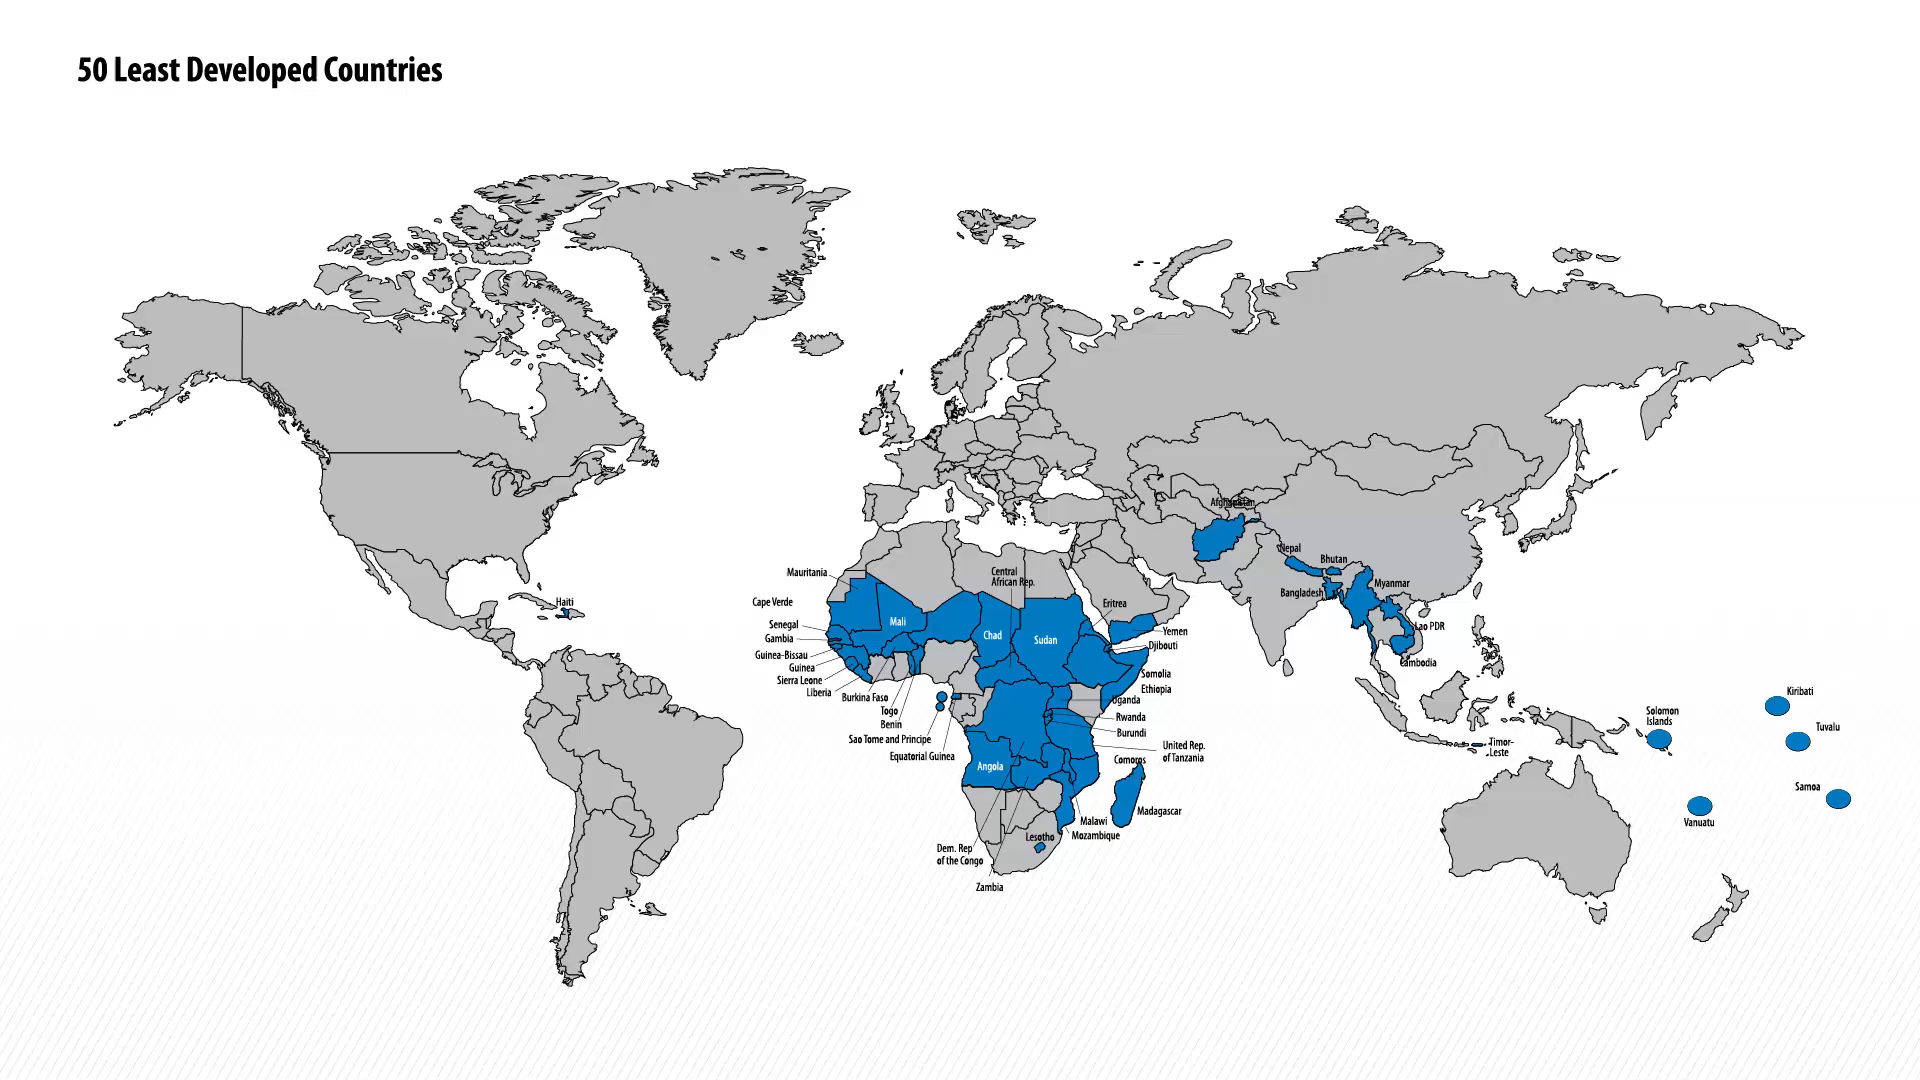 50 Least Developed Countries
Haiti
Mauritania
Cape Verde
Senegal
Gambia
Guinea-Bissau
Guinea
Sierra Leone
Liberia
Burkina Faso
Togo
Benin
Sao Tome and Principe
Equatorial Guinea
Mali
Chad
Sudan
Central
African Rep.
Eritrea
Yemen
Djibouti
Somolia
Ethiopia
Uganda
Rwanda
Burundi
United Rep.
of Tanzania
Comoros
Madagascar
Malawi
Mozambique
Angola
Lesotho
Dem. Rep
of the Congo
Zambia
Afghanistan
Nepal
Bhutan
Bangladesh
Myanmar
Lao PDR
Cambodia
Timor-
Leste
Solomon
Islands
Kiribati
Tuvalu
Samoa
Vanuatu